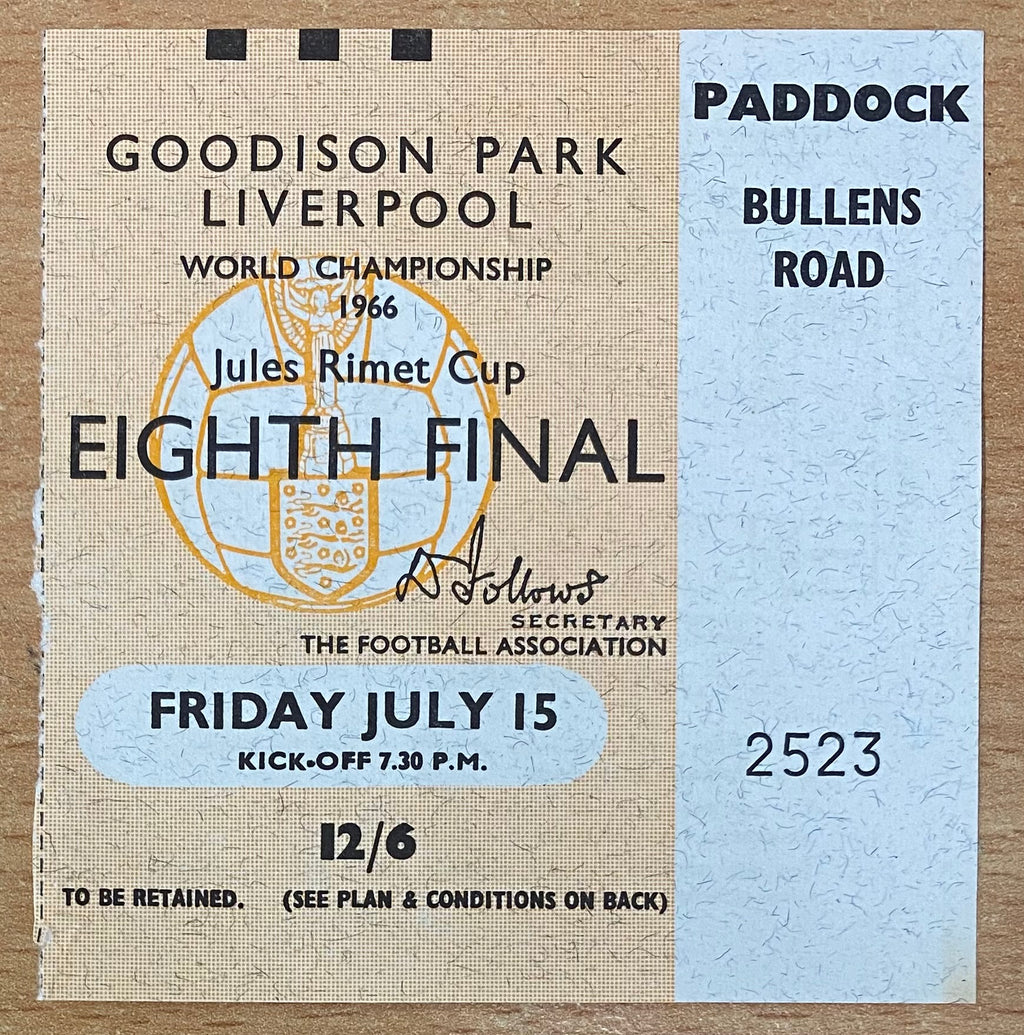 GOODISON PARK
LIVERPOOL
WORLD CHAMPIONSHIP
1966
Jules Rimet Cup
EIGHTH FINAL
D Follows
SECRETARY
THE FOOTBALL ASSOCIATION
FRIDAY JULY 15
KICK-OFF 7.30 P.M.
12/6
TO BE RETAINED. (SEE PLAN & CONDITIONS ON BACK)
PADDOCK
BULLENS
ROAD
2523